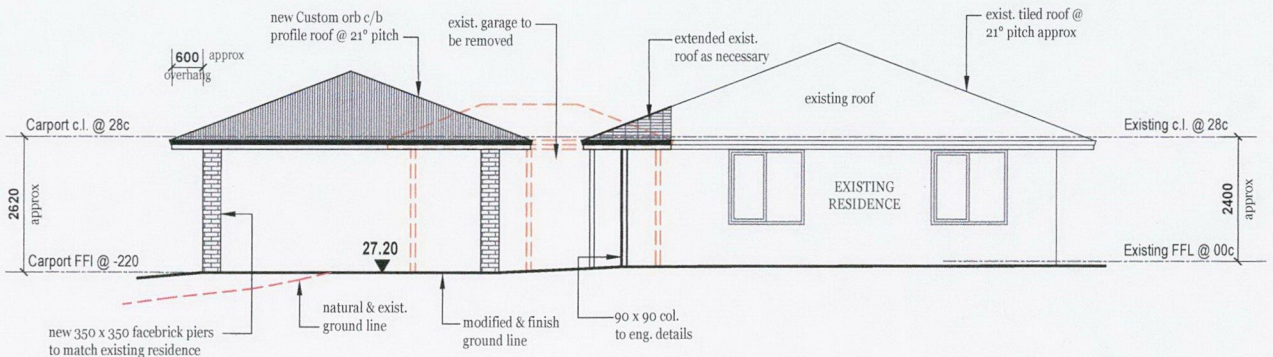 new Custom orb c/b
profile roof @ 21° pitch
exist. garage to
be removed
extended exist.
roof as necessary
exist. tiled roof @
21° pitch approx
600 approx
overhang
existing roof
Carport c.l. @ 28c
Existing c.l. @ 28c
2620
approx
EXISTING
RESIDENCE
2400
approx
27.20
Carport FFl @ -220
Existing FFL @ 00c
natural & exist.
ground line
modified & finish
ground line
90 x 90 col.
to eng. details
new 350 x 350 facebrick piers
to match existing residence